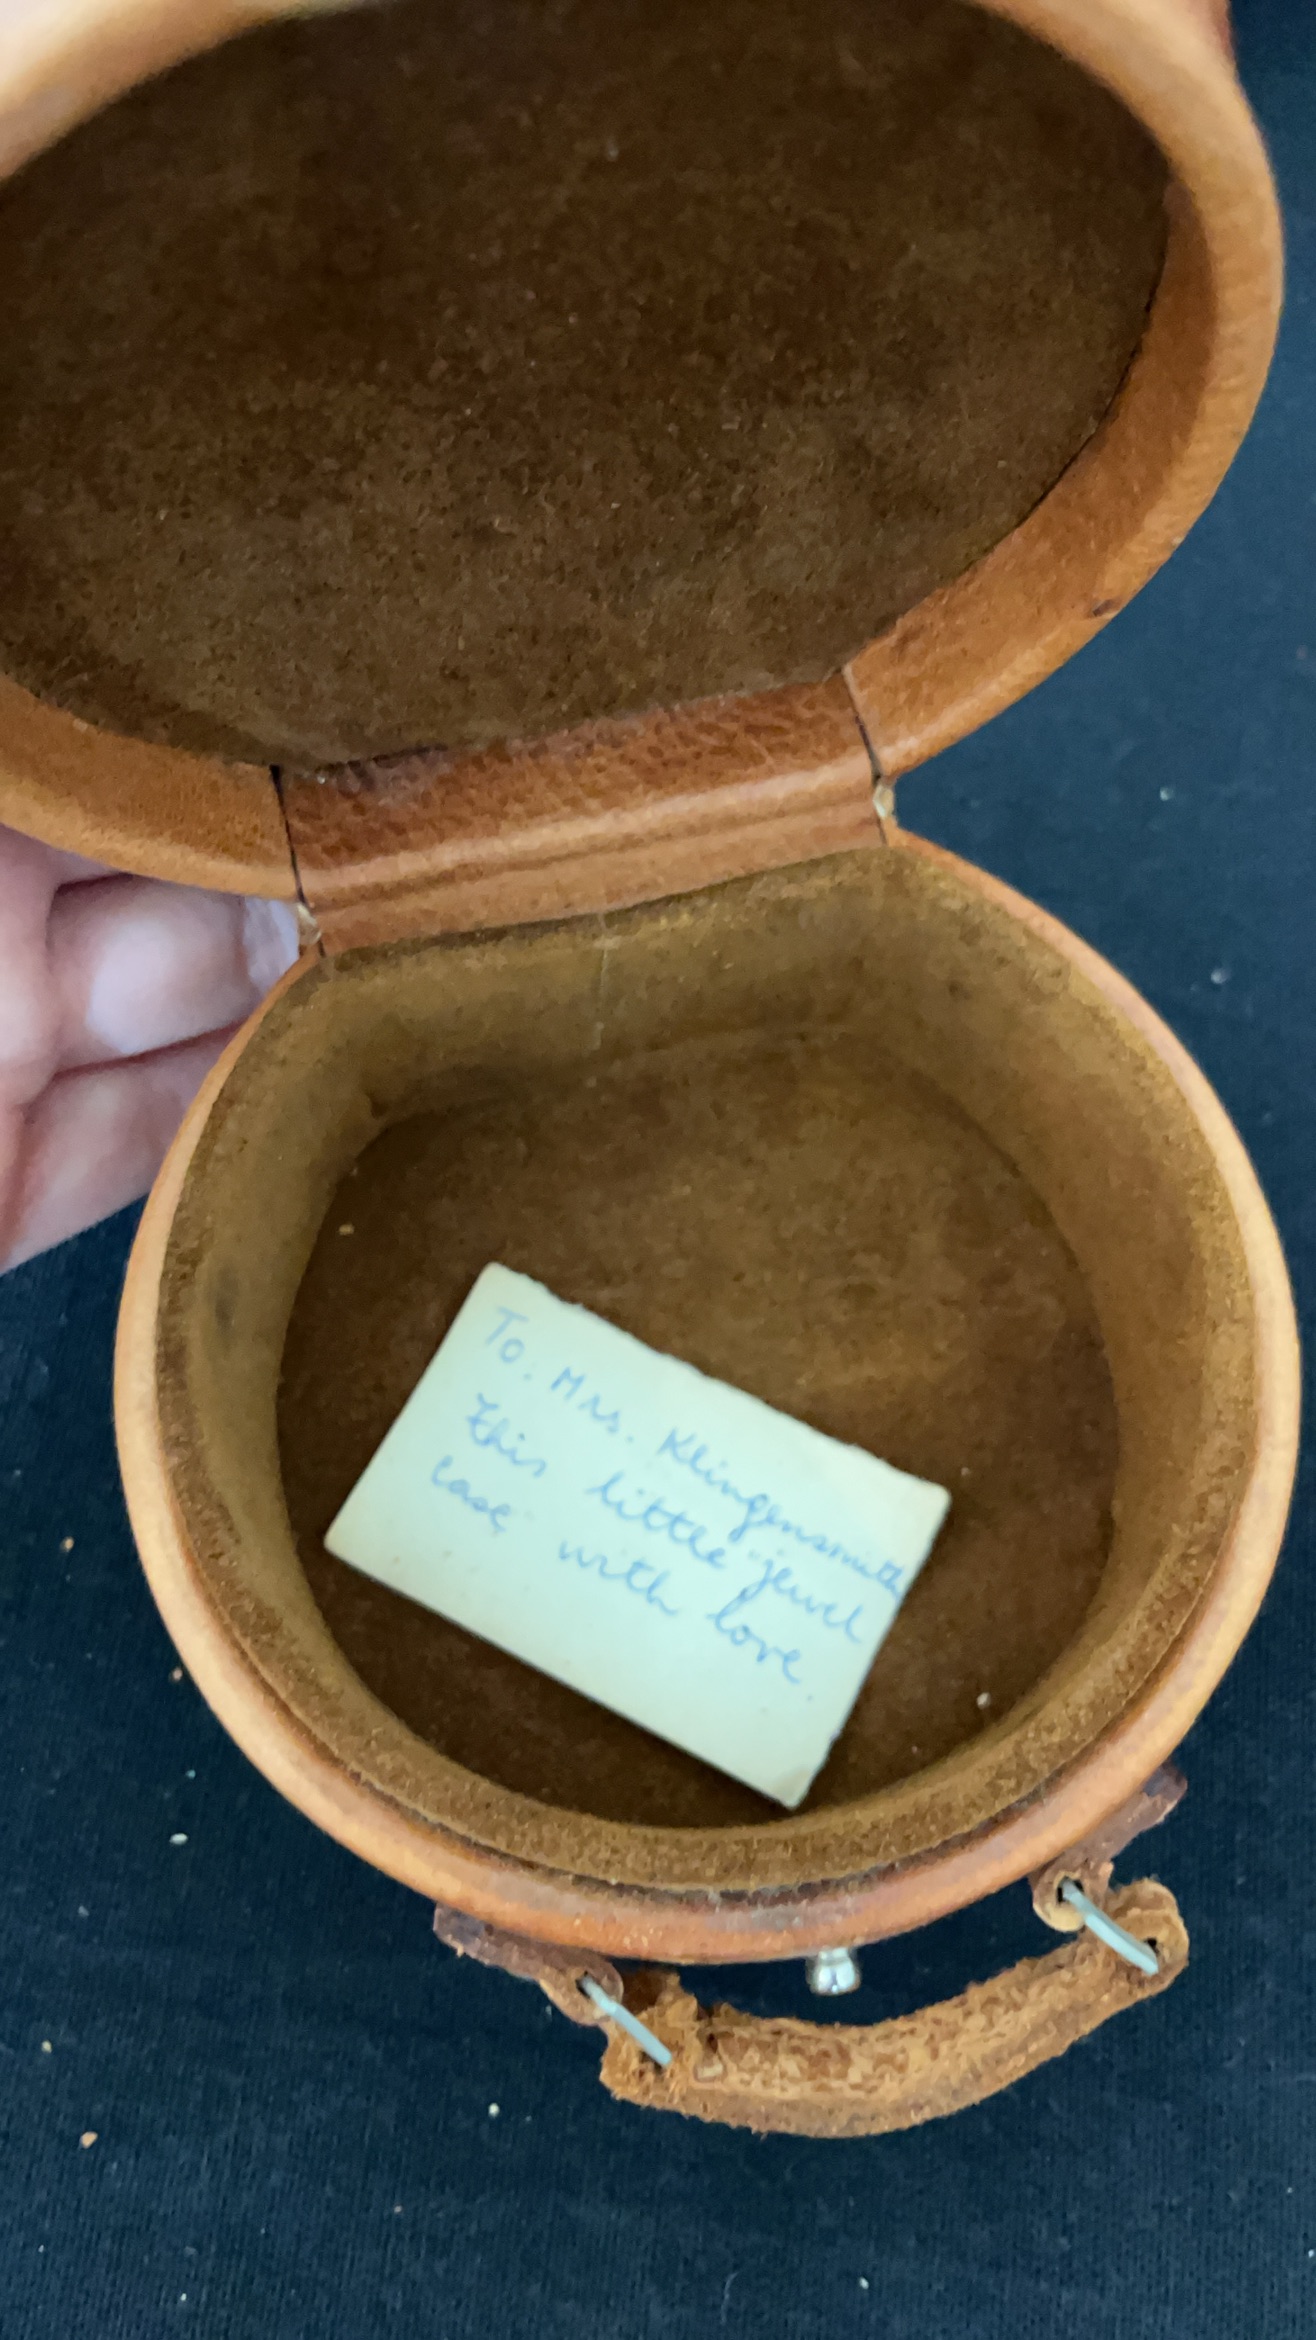 To. Mrs. Klingensmith
This little jewel
case with love.